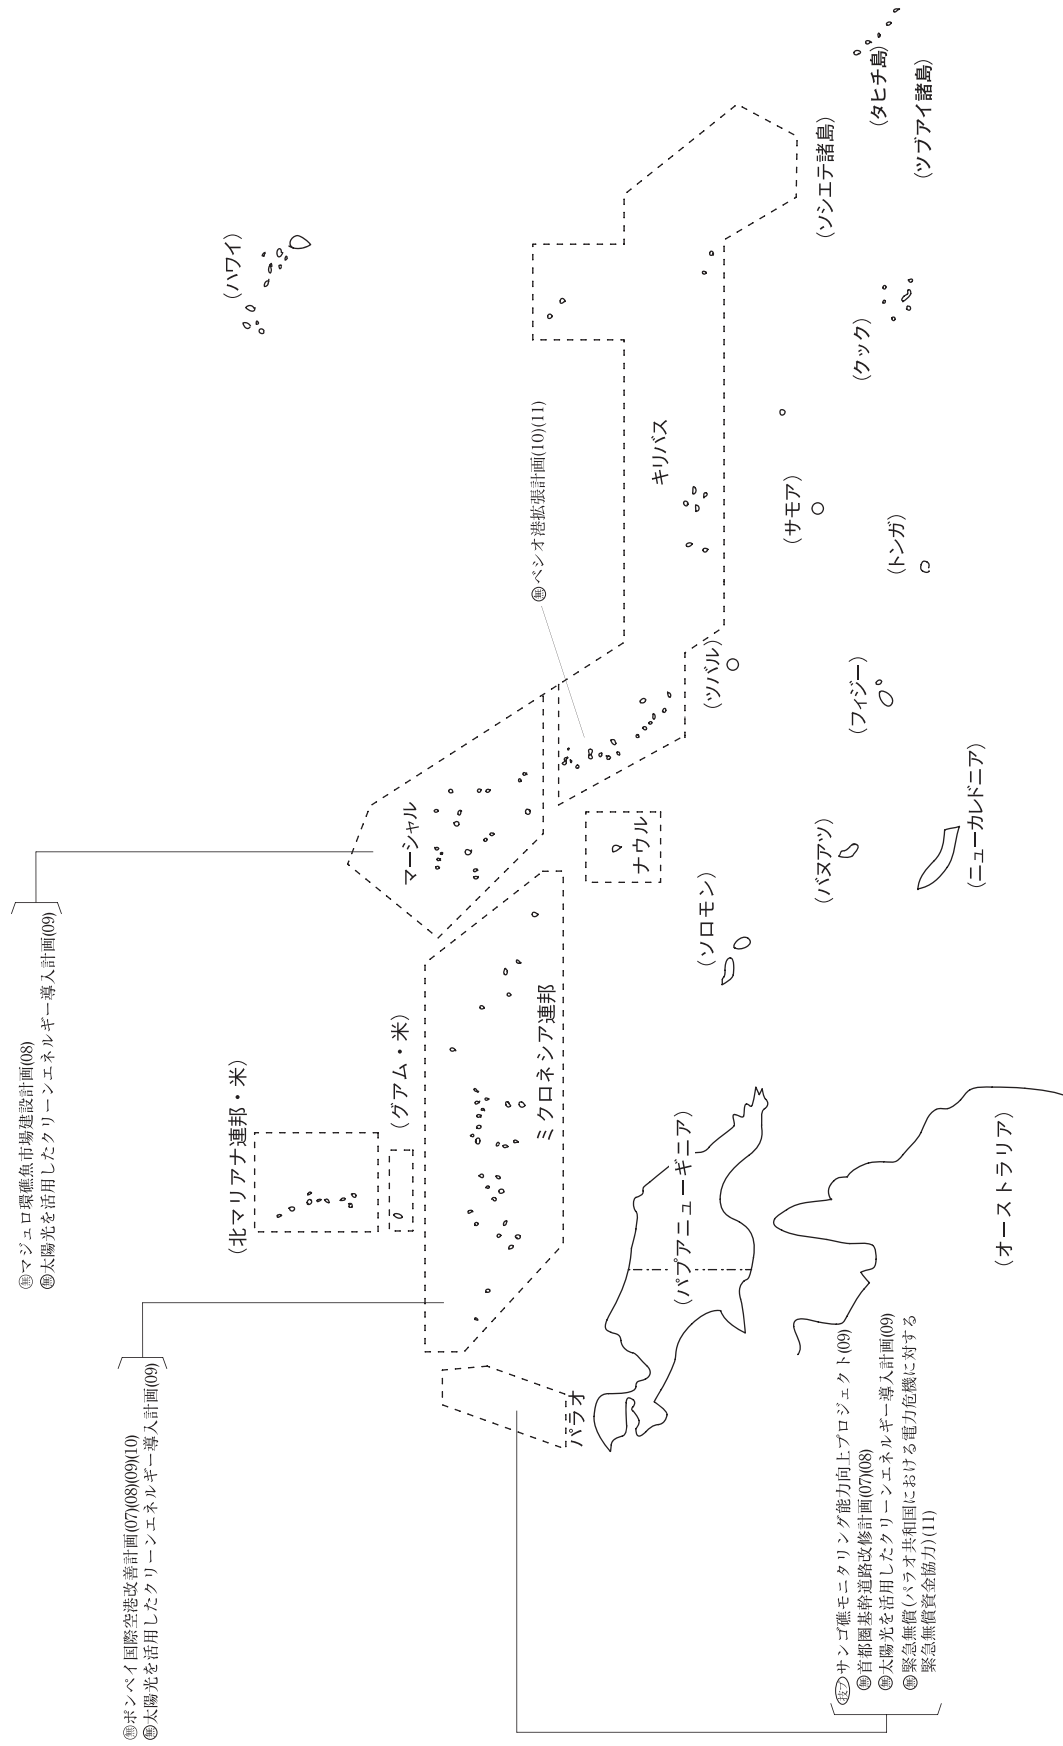 ㊊マジュロ環礁魚市場建設計画(08)
㊊太陽光を活用したクリーンエネルギー導入計画(09)
㊊ポンペイ国際空港改善計画(07)(08)(09)(10)
㊊太陽光を活用したクリーンエネルギー導入計画(09)
(ハワイ)
(北マリアナ連邦・米)
(グアム・米)
マーシャル
ミクロネシア連邦
パラオ
ナウル
無ベシオ港拡張計画(10)(11)
キリバス
(ツバル)
(ソロモン)
(パプアニューギニア)
(サモア)
(トンガ)
(フィジー)
(バヌアツ)
(ニューカレドニア)
(クック)
(ソシエテ諸島)
(タヒチ島)
(ツブアイ諸島)
(オーストラリア)
技プサンゴ礁モニタリング能力向上プロジェクト(09)
無首都圏基幹道路改修計画(07)(08)
無太陽光を活用したクリーンエネルギー導入計画(09)
無緊急無償(パラオ共和国における電力危機に対する
緊急無償資金協力)(11)